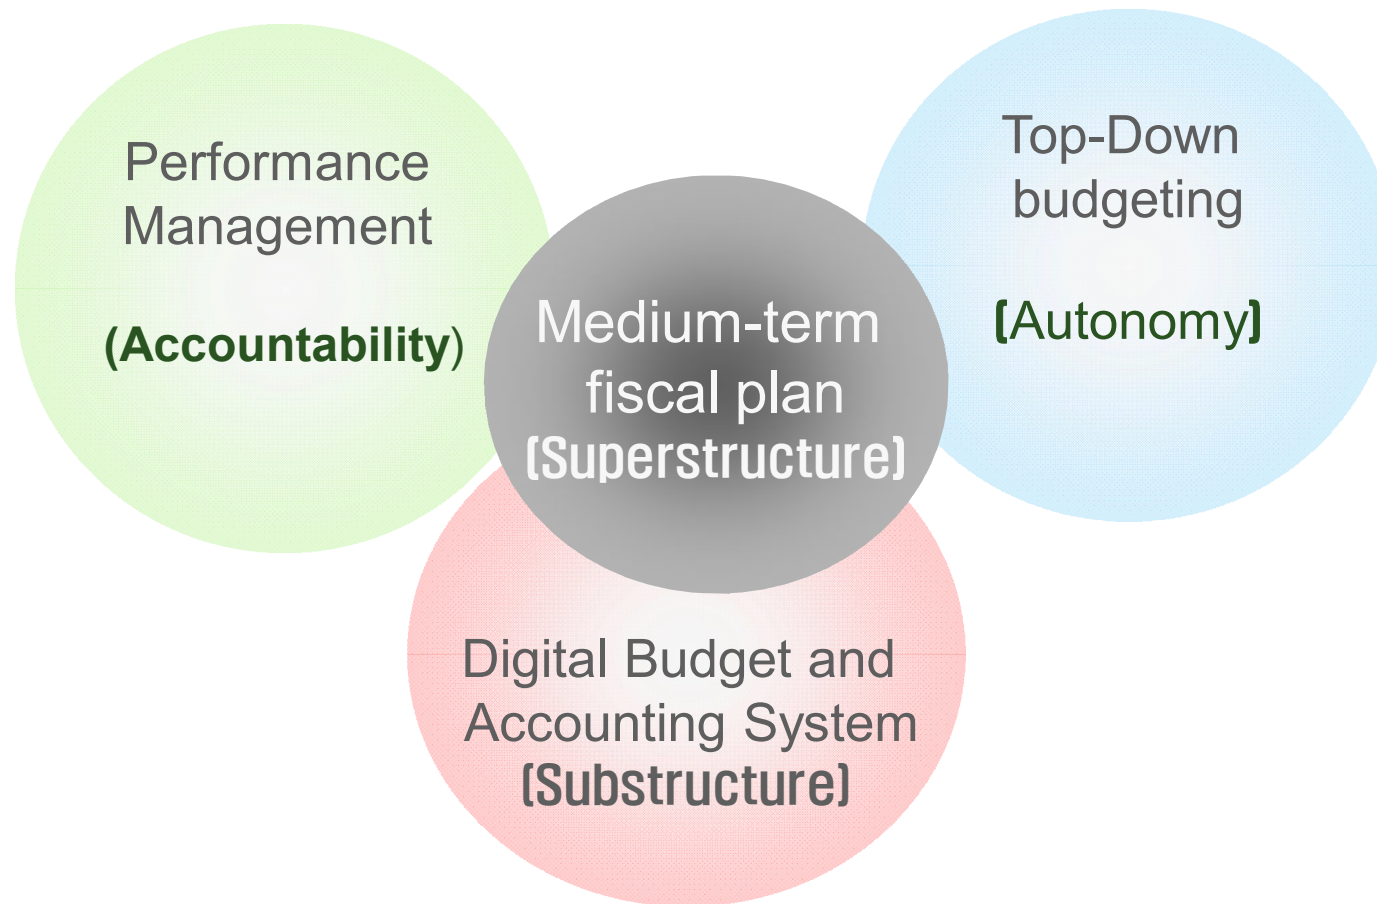 Performance
Management
(Accountability)
Top-Down
budgeting
(Autonomy)
Medium-term
fiscal plan
(Superstructure)
Digital Budget and
Accounting System
(Substructure)